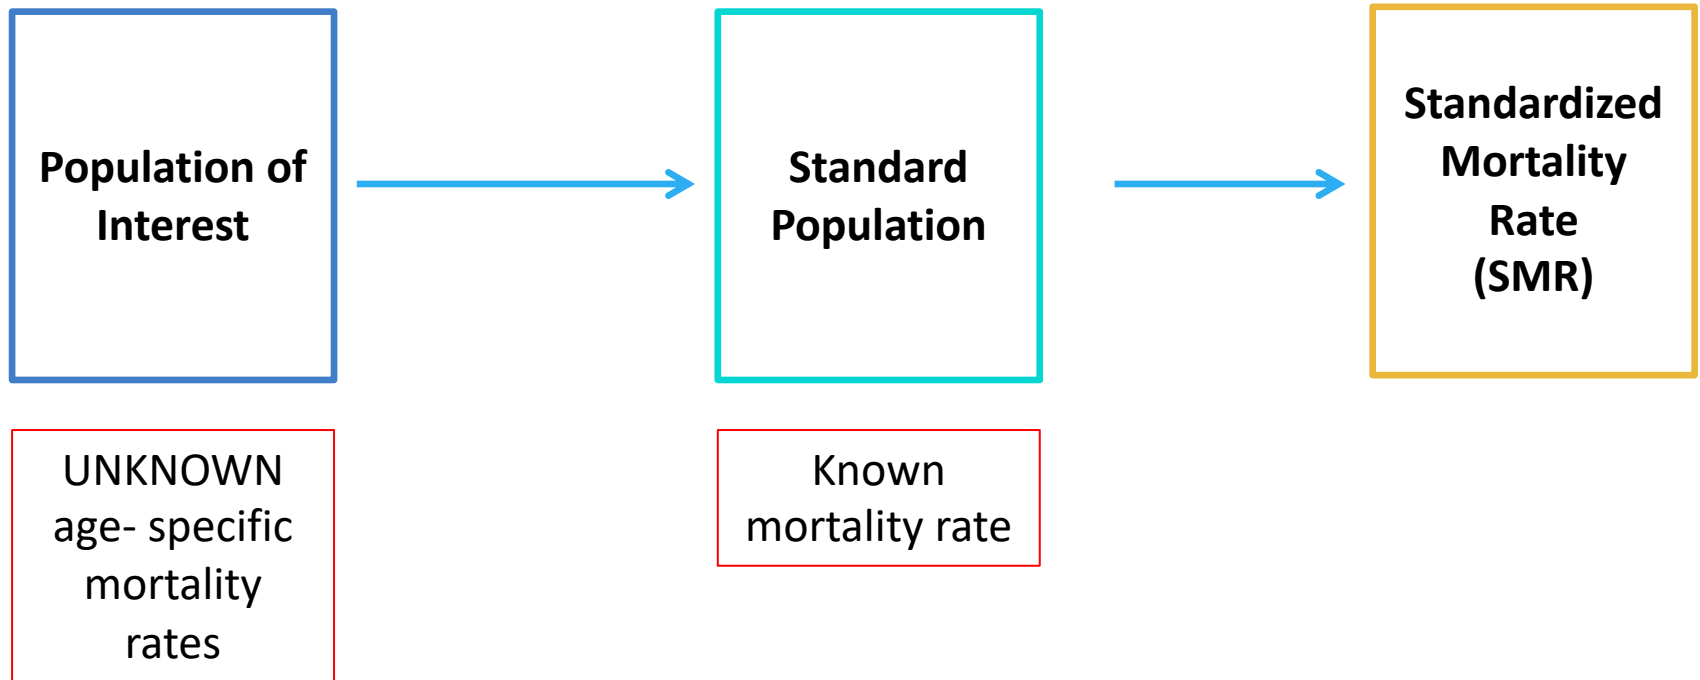 Population of
Interest
Standard
Population
Standardized
Mortality
Rate
(SMR)
UNKNOWN
age- specific
mortality
rates
Known
mortality rate